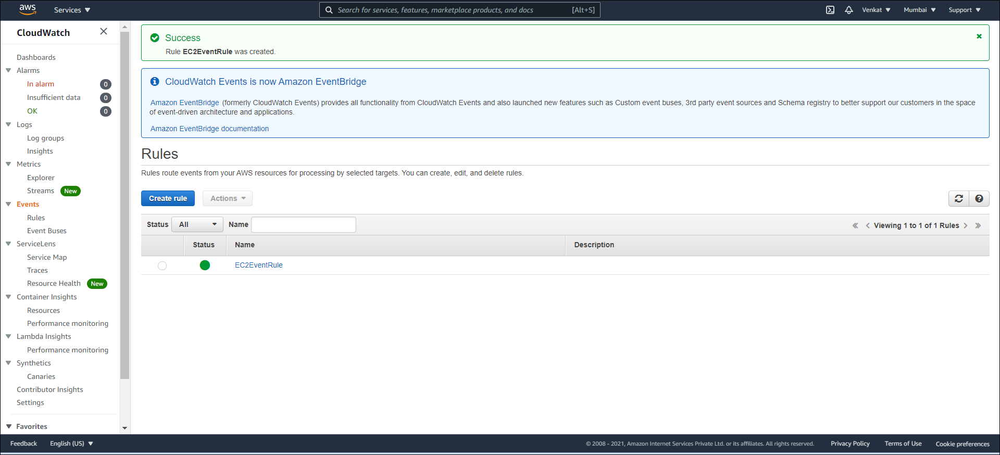 aws Services Search for services, features, marketplace products, and docs [Alt+S] Venkat Mumbai Support
CloudWatch
Dashboards
Alarms
In alarm 0
Insufficient data 0
OK 0
Logs
Log groups
Insights
Metrics
Explorer
Streams New
Events
Rules
Event Buses
ServiceLens
Service Map
Traces
Resource Health New
Container Insights
Resources
Performance monitoring
Lambda Insights
Performance monitoring
Synthetics
Canaries
Contributor Insights
Settings
Favorites
Success
Rule EC2EventRule was created.
CloudWatch Events is now Amazon EventBridge
Amazon EventBridge (formerly CloudWatch Events) provides all functionality from CloudWatch Events and also launched new features such as Custom event buses, 3rd party event sources and Schema registry to better support our customers in the space
of event-driven architecture and applications.
Amazon EventBridge documentation
Rules
Rules route events from your AWS resources for processing by selected targets. You can create, edit, and delete rules.
Create rule Actions
Status All Name Viewing 1 to 1 of 1 Rules
Status Name Description
EC2EventRule
Feedback English (US) © 2008 - 2021, Amazon Internet Services Private Ltd. or its affiliates. All rights reserved. Privacy Policy Terms of Use Cookie preferences